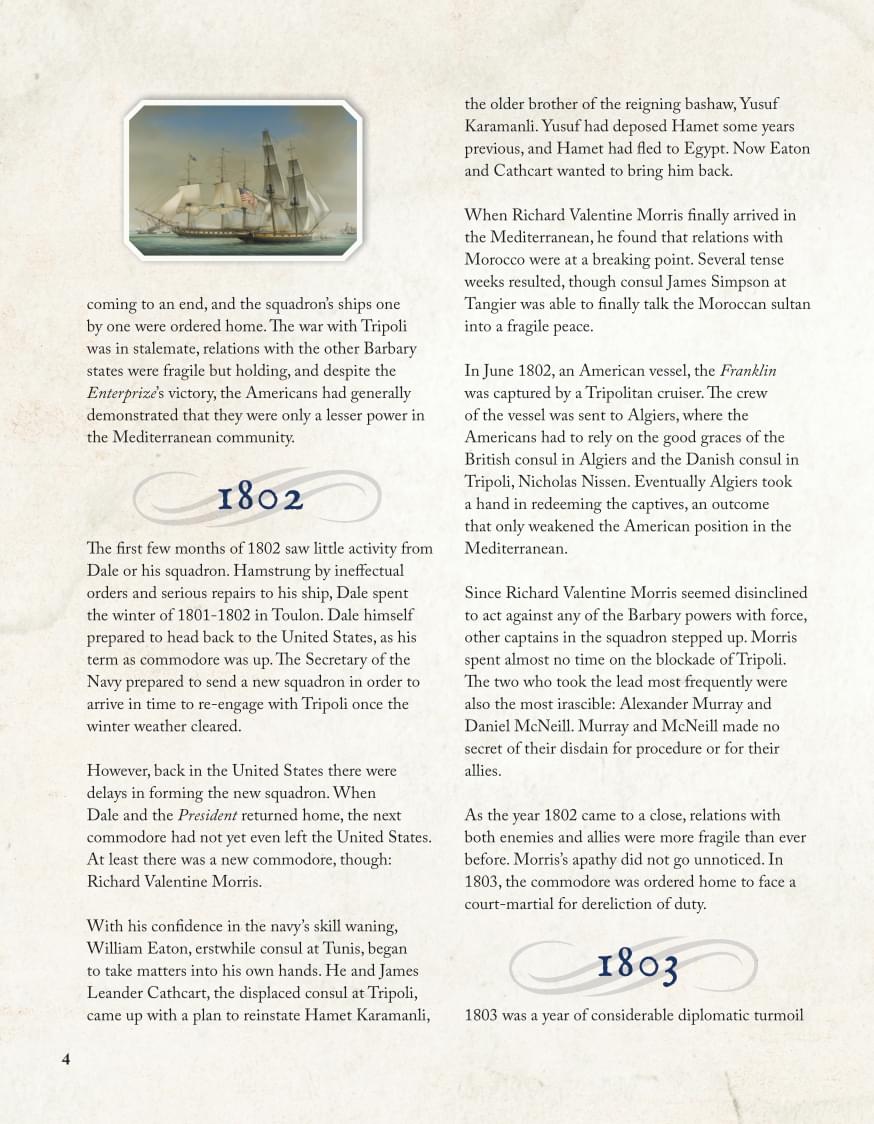 coming to an end, and the squadron's ships one
by one were ordered home. The war with Tripoli
was in stalemate, relations with the other Barbary
states were fragile but holding, and despite the
Enterprize's victory, the Americans had generally
demonstrated that they were only a lesser power in
the Mediterranean community.
1802
The first few months of 1802 saw little activity from
Dale or his squadron. Hamstrung by ineffectual
orders and serious repairs to his ship, Dale spent
the winter of 1801-1802 in Toulon. Dale himself
prepared to head back to the United States, as his
term as commodore was up. The Secretary of the
Navy prepared to send a new squadron in order to
arrive in time to re-engage with Tripoli once the
winter weather cleared.
However, back in the United States there were
delays in forming the new squadron. When
Dale and the President returned home, the next
commodore had not yet even left the United States.
At least there was a new commodore, though:
Richard Valentine Morris.
With his confidence in the navy's skill waning,
William Eaton, erstwhile consul at Tunis, began
to take matters into his own hands. He and James
Leander Cathcart, the displaced consul at Tripoli,
came up with a plan to reinstate Hamet Karamanli,
the older brother of the reigning bashaw, Yusuf
Karamanli. Yusuf had deposed Hamet some years
previous, and Hamet had fled to Egypt. Now Eaton
and Cathcart wanted to bring him back.
When Richard Valentine Morris finally arrived in
the Mediterranean, he found that relations with
Morocco were at a breaking point. Several tense
weeks resulted, though consul James Simpson at
Tangier was able to finally talk the Moroccan sultan
into a fragile peace.
In June 1802, an American vessel, the Franklin
was captured by a Tripolitan cruiser. The crew
of the vessel was sent to Algiers, where the
Americans had to rely on the good graces of the
British consul in Algiers and the Danish consul in
Tripoli, Nicholas Nissen. Eventually Algiers took
a hand in redeeming the captives, an outcome
that only weakened the American position in the
Mediterranean.
Since Richard Valentine Morris seemed disinclined
to act against any of the Barbary powers with force,
other captains in the squadron stepped up. Morris
spent almost no time on the blockade of Tripoli.
The two who took the lead most frequently were
also the most irascible: Alexander Murray and
Daniel McNeill. Murray and McNeill made no
secret of their disdain for procedure or for their
allies.
As the year 1802 came to a close, relations with
both enemies and allies were more fragile than ever
before. Morris's apathy did not go unnoticed. In
1803, the commodore was ordered home to face a
court-martial for dereliction of duty.
1803
1803 was a year of considerable diplomatic turmoil
4